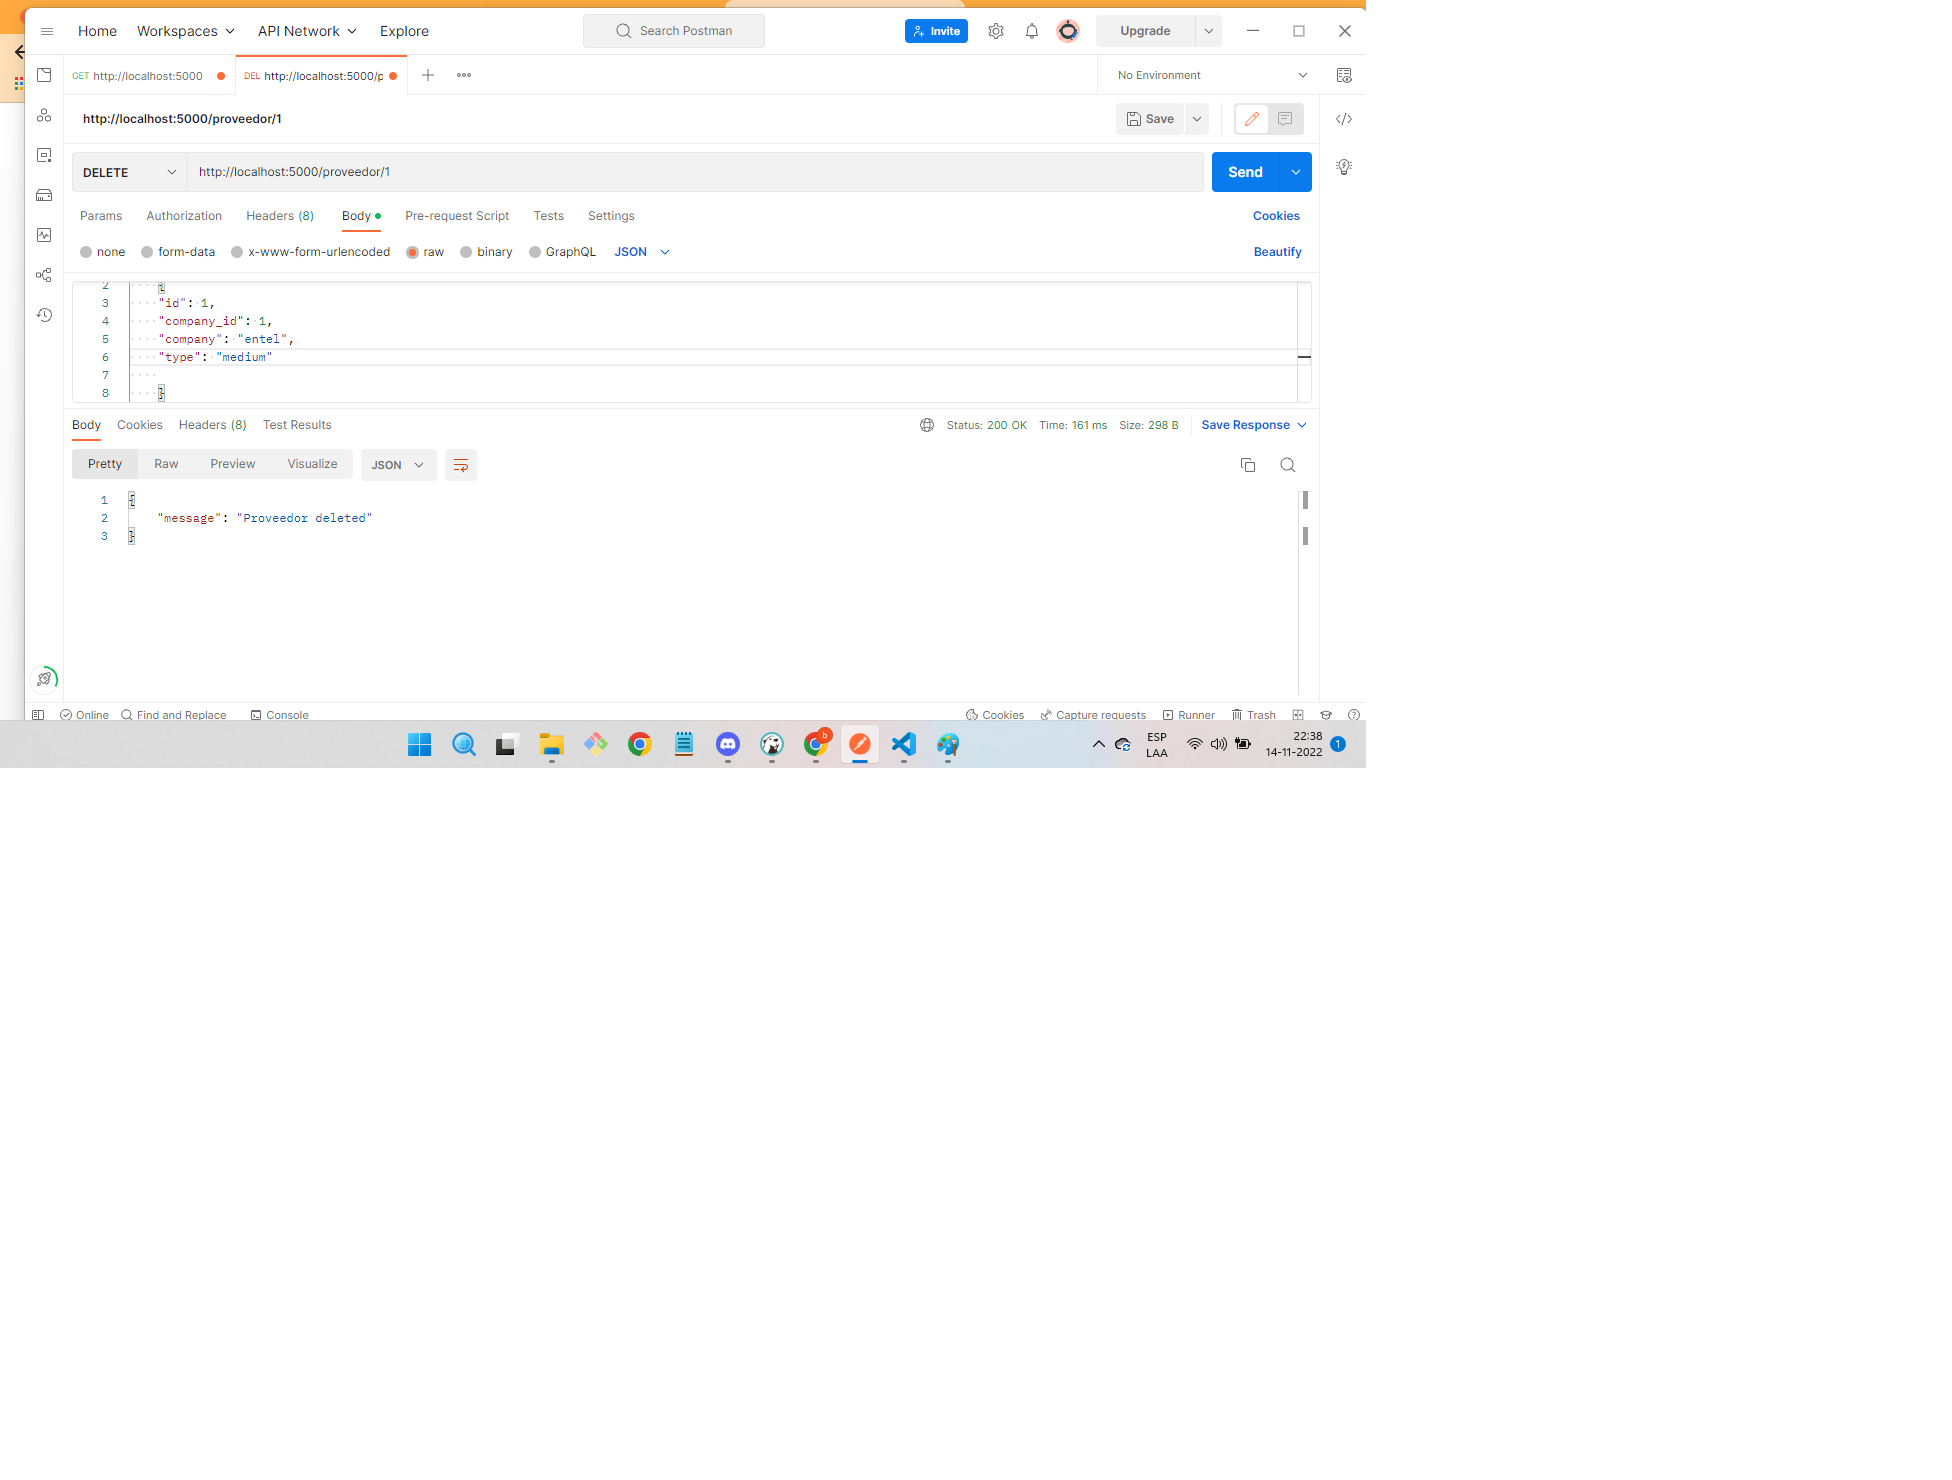 Home Workspaces API Network Explore Search Postman Invite Upgrade
GET http://localhost:5000 DEL http://localhost:5000/p No Environment
http://localhost:5000/proveedor/1 Save
DELETE http://localhost:5000/proveedor/1 Send
Params Authorization Headers (8) Body Pre-request Script Tests Settings Cookies
none form-data x-www-form-urlencoded raw binary GraphQL JSON Beautify
2 {
3 "id": 1,
4 "company_id": 1,
5 "company": "entel",
6 "type": "medium"
7
8 }
Body Cookies Headers (8) Test Results Status: 200 OK Time: 161 ms Size: 298 B Save Response
Pretty Raw Preview Visualize JSON
1 {
2 "message": "Proveedor deleted"
3 }
Online Find and Replace Console Cookies Capture requests Runner Trash
b
ESP 22:38
LAA 14-11-2022 1